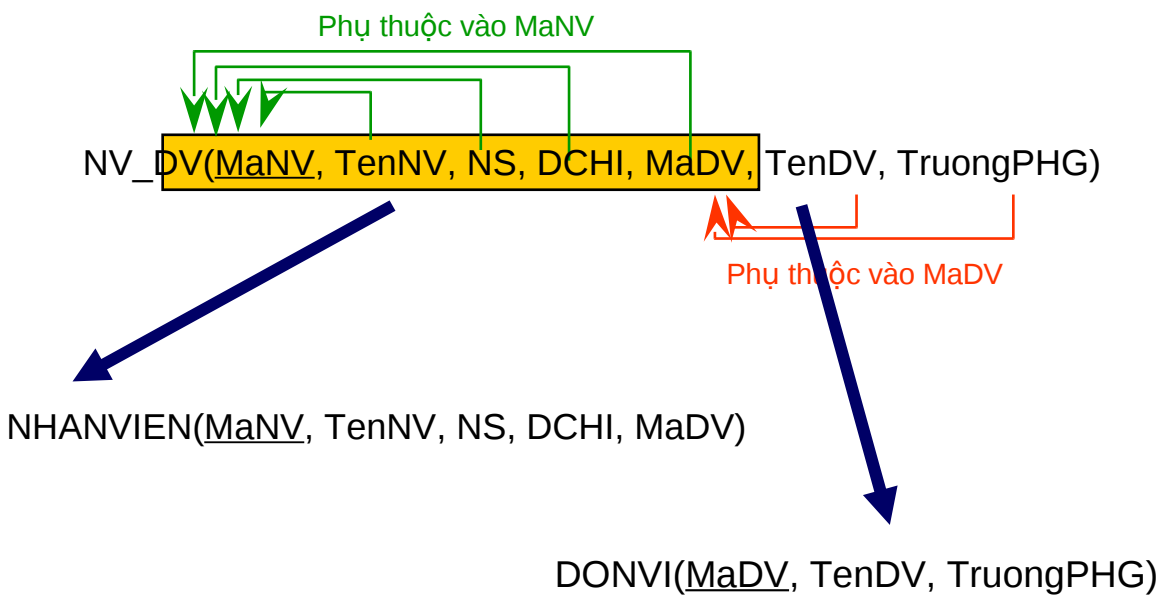 Phụ thuộc vào MaNV
NV_DV(MaNV, TenNV, NS, DCHI, MaDV, TenDV, TruongPHG)
Phụ thuộc vào MaDV
NHANVIEN(MaNV, TenNV, NS, DCHI, MaDV)
DONVI(MaDV, TenDV, TruongPHG)